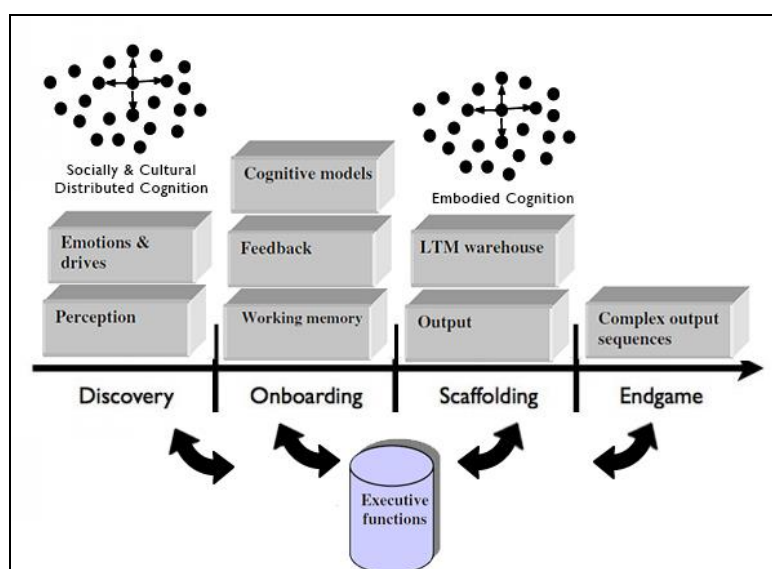 Socially & Cultural
Distributed Cognition
Emotions &
drives
Perception
Cognitive models
Feedback
Working memory
Embodied Cognition
LTM warehouse
Output
Complex output
sequences
Discovery
Onboarding
Scaffolding
Endgame
Executive
functions